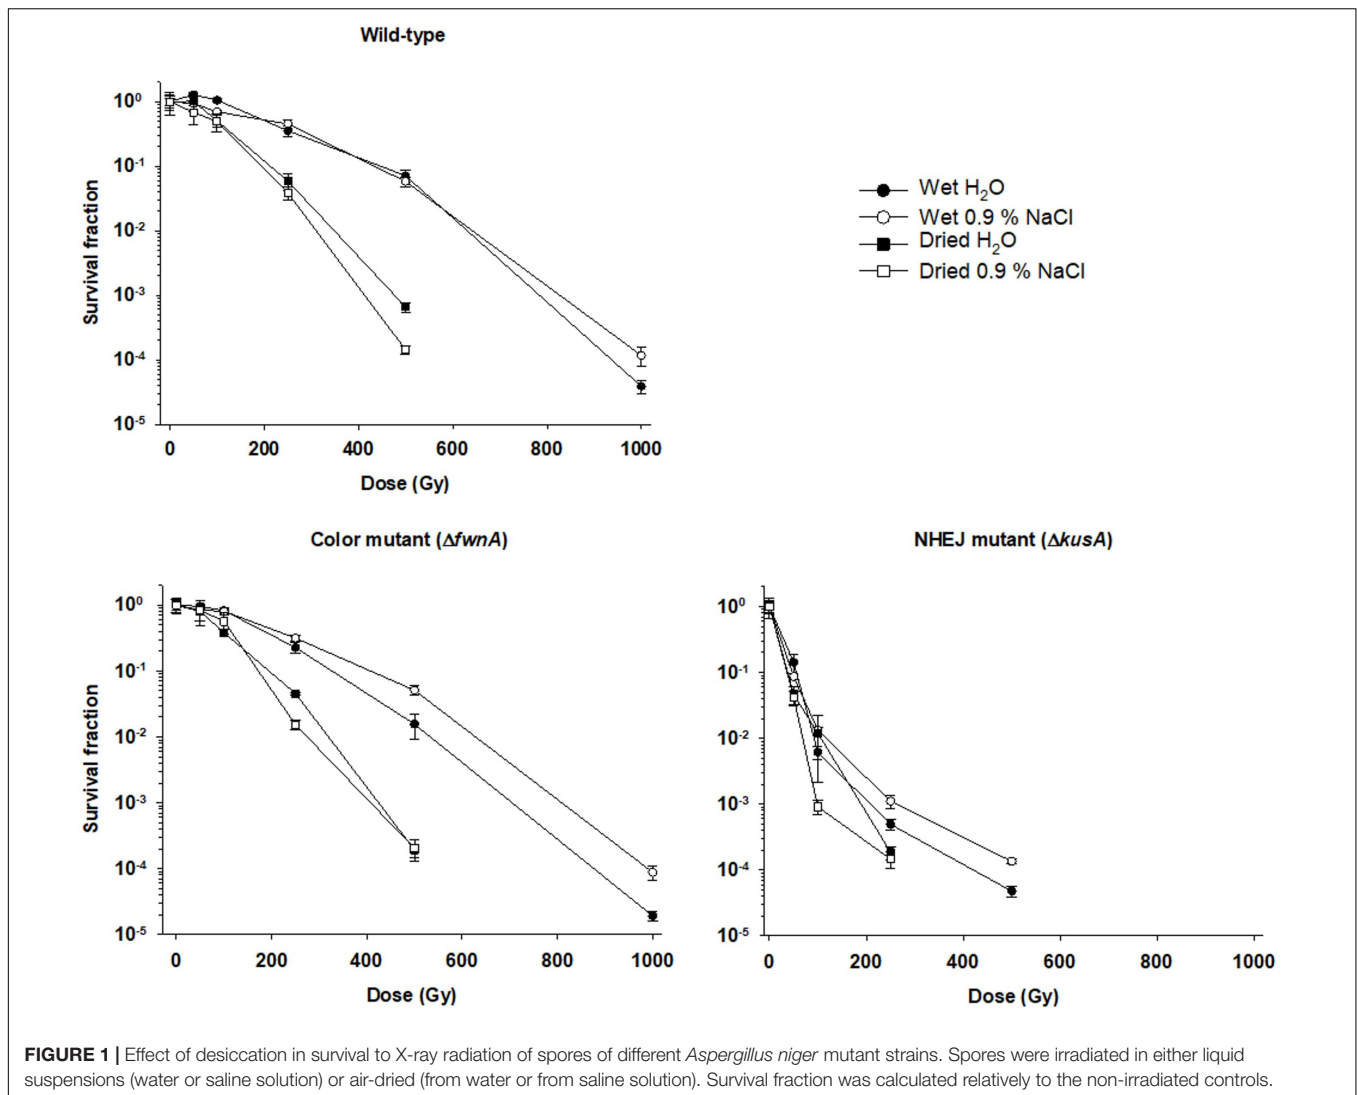 Wild-type
10⁰
10⁻¹
10⁻²
10⁻³
10⁻⁴
10⁻⁵
Survival fraction
0 200 400 600 800 1000
Dose (Gy)
Wet H₂O
Wet 0.9 % NaCl
Dried H₂O
Dried 0.9 % NaCl
Color mutant (ΔfwnA)
10⁰
10⁻¹
10⁻²
10⁻³
10⁻⁴
10⁻⁵
Survival fraction
0 200 400 600 800 1000
Dose (Gy)
NHEJ mutant (ΔkusA)
10⁰
10⁻¹
10⁻²
10⁻³
10⁻⁴
10⁻⁵
0 200 400 600 800 1000
Dose (Gy)
FIGURE 1 | Effect of desiccation in survival to X-ray radiation of spores of different Aspergillus niger mutant strains. Spores were irradiated in either liquid
suspensions (water or saline solution) or air-dried (from water or from saline solution). Survival fraction was calculated relatively to the non-irradiated controls.